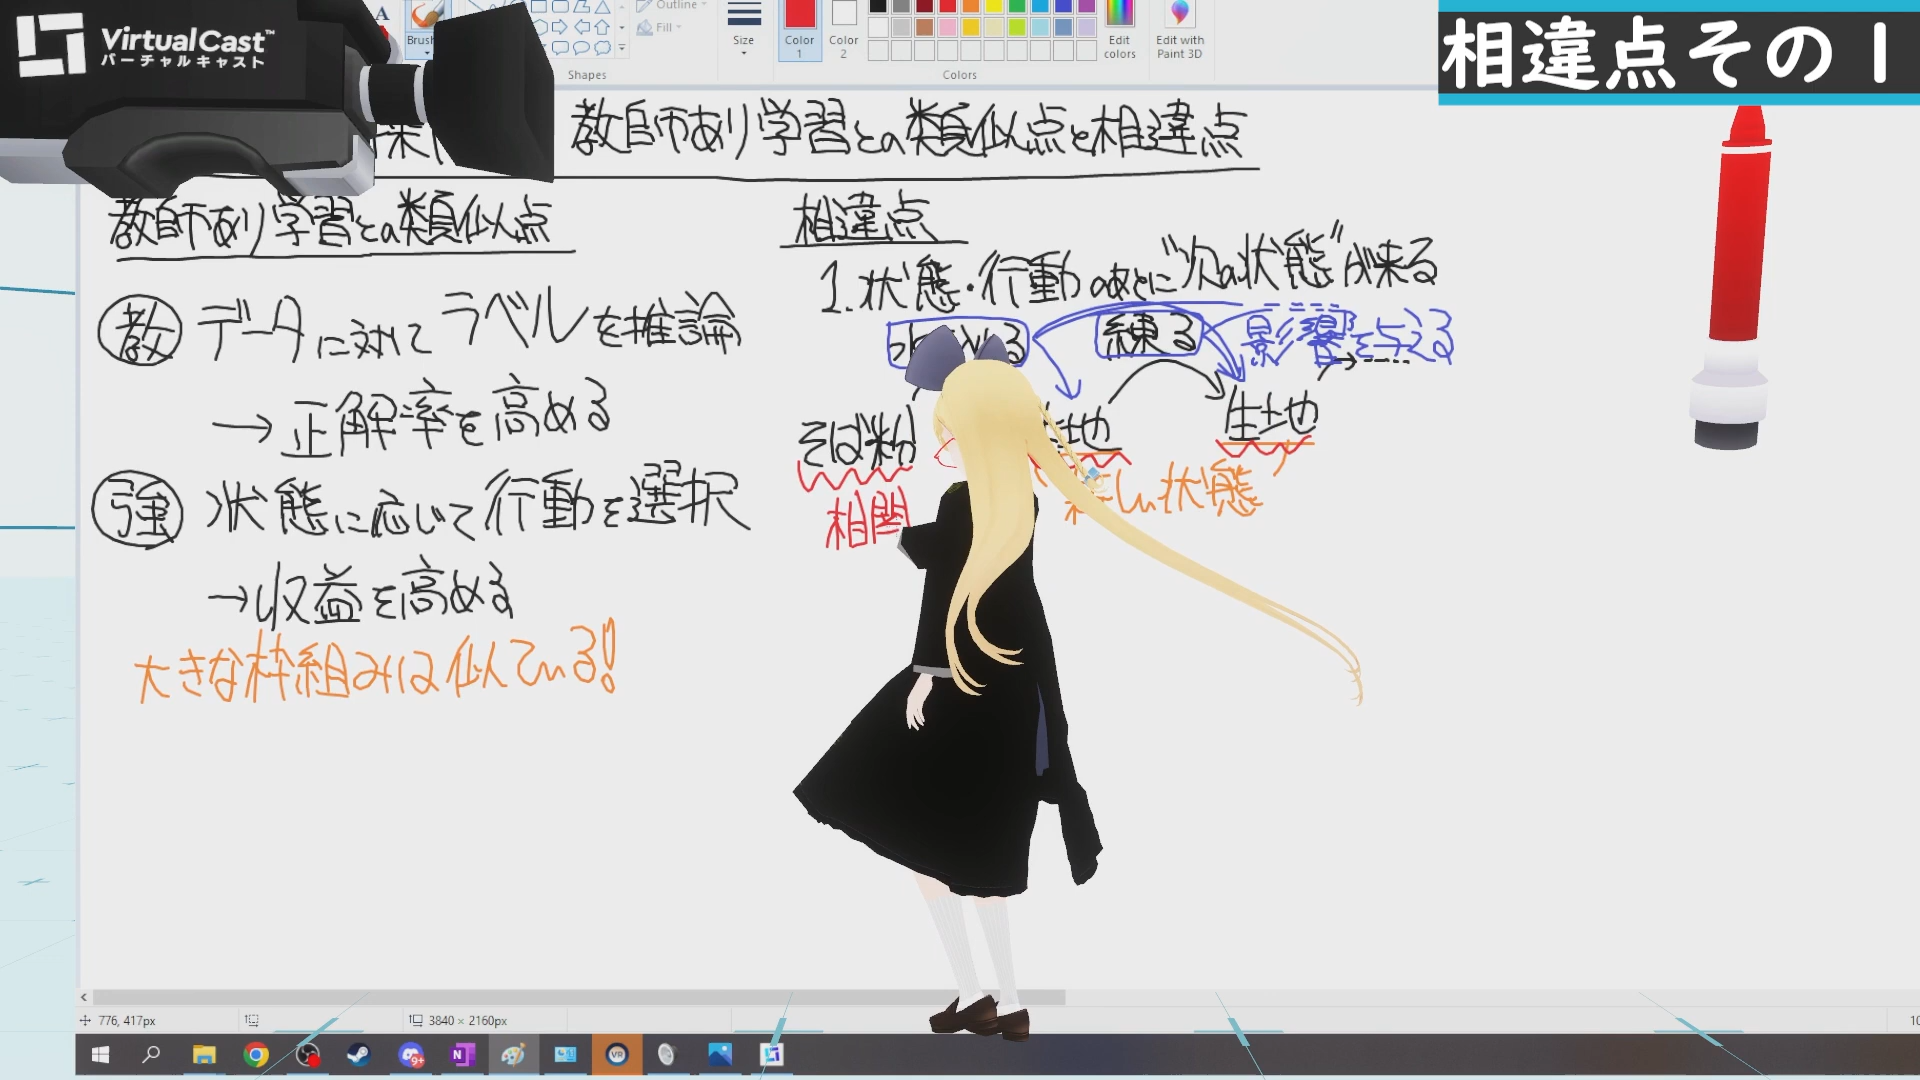 VirtualCast™
バーチャルキャスト
A
Brush
Outline
Fill
Shapes
Size
Color 1
Color 2
Colors
Edit colors
Edit with Paint 3D
相違点その1
教師あり学習との類似点と相違点
教師あり学習との類似点
相違点
1.状態・行動のあとに"次の状態"が来る
教 データに対してラベルを推論
→正解率を高める
強 状態に応じて行動を選択
→収益を高める
大きな枠組みは似ている!
練る
影響を与える
そば粉
地
生地
相関
しい状態
776, 417px
3840 × 2160px
10
9+
N
VR